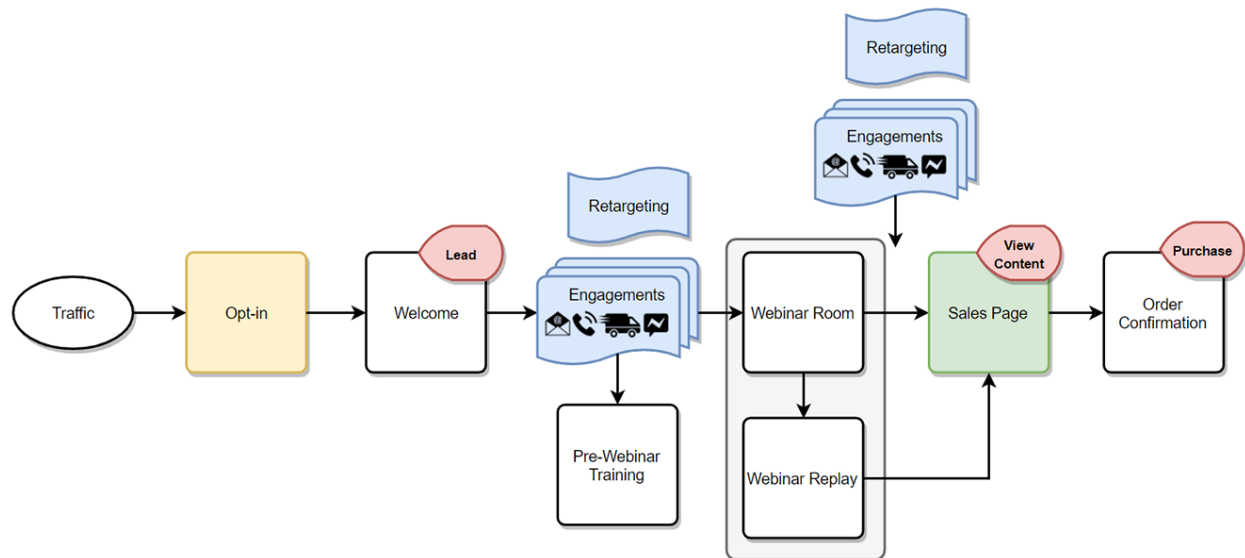 Retargeting
Engagements
Retargeting
Engagements
Traffic
Opt-in
Lead
Welcome
Webinar Room
View
Content
Sales Page
Purchase
Order
Confirmation
Pre-Webinar
Training
Webinar Replay